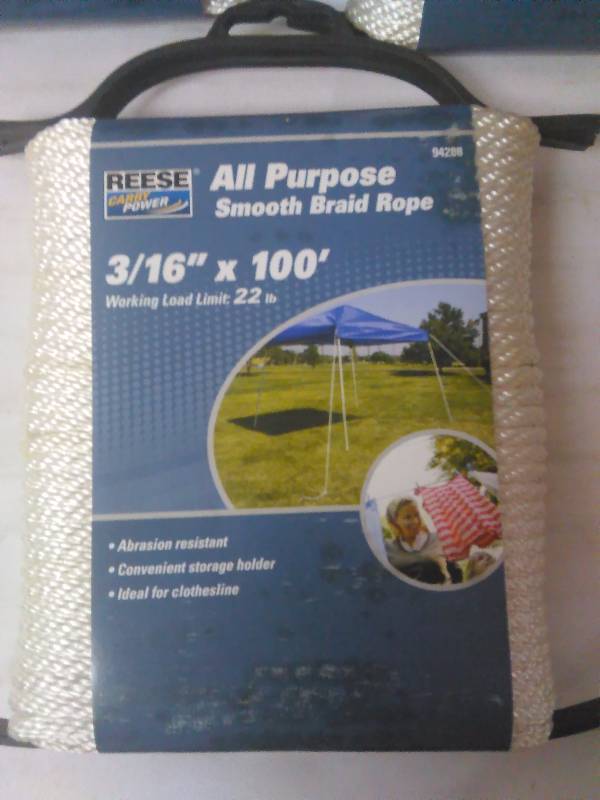 94288
REESE®
CARRY
POWER
All Purpose
Smooth Braid Rope
3/16" x 100'
Working Load Limit: 22 lb
• Abrasion resistant
• Convenient storage holder
• Ideal for clothesline